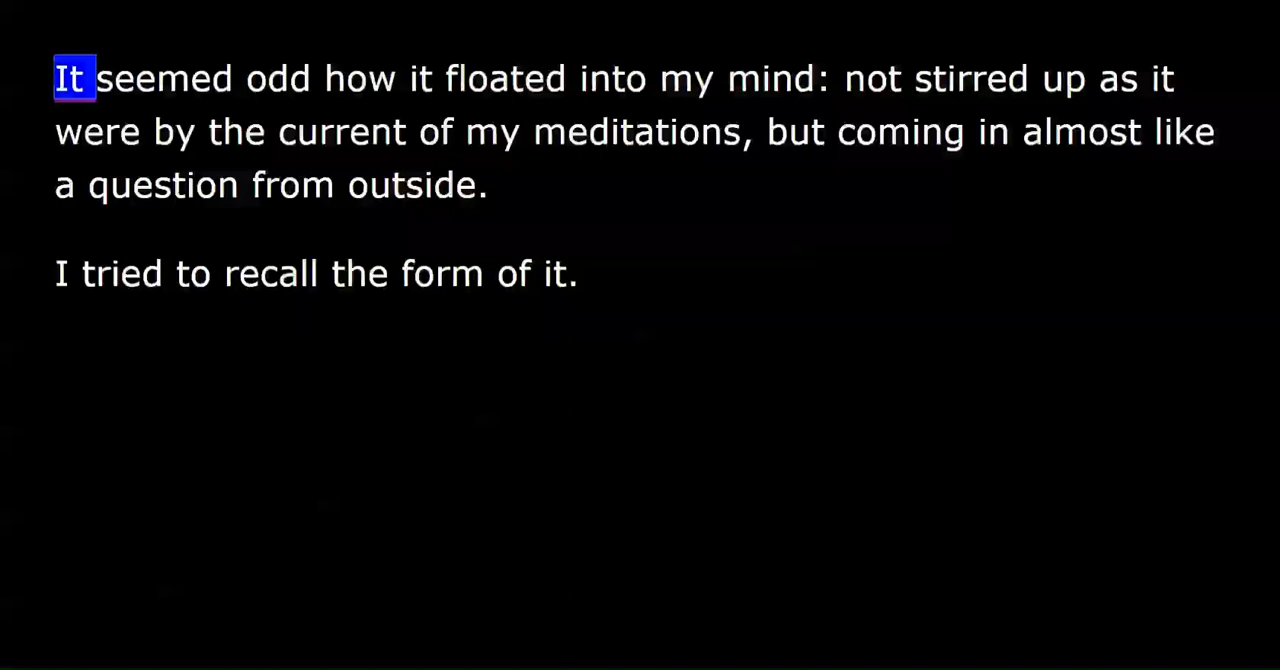 It seemed odd how it floated into my mind: not stirred up as it
were by the current of my meditations, but coming in almost like
a question from outside.
I tried to recall the form of it.